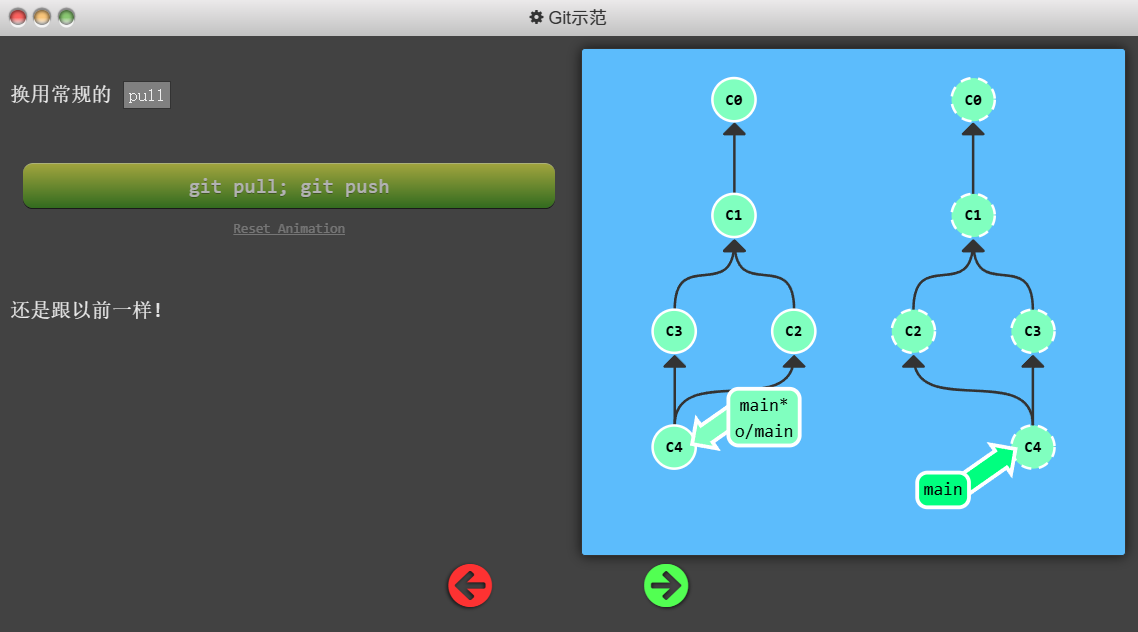 Git示范
换用常规的 pull
git pull; git push
Reset Animation
还是跟以前一样!
C0
C1
C3
C2
main*
o/main
C4
C0
C1
C2
C3
C4
main